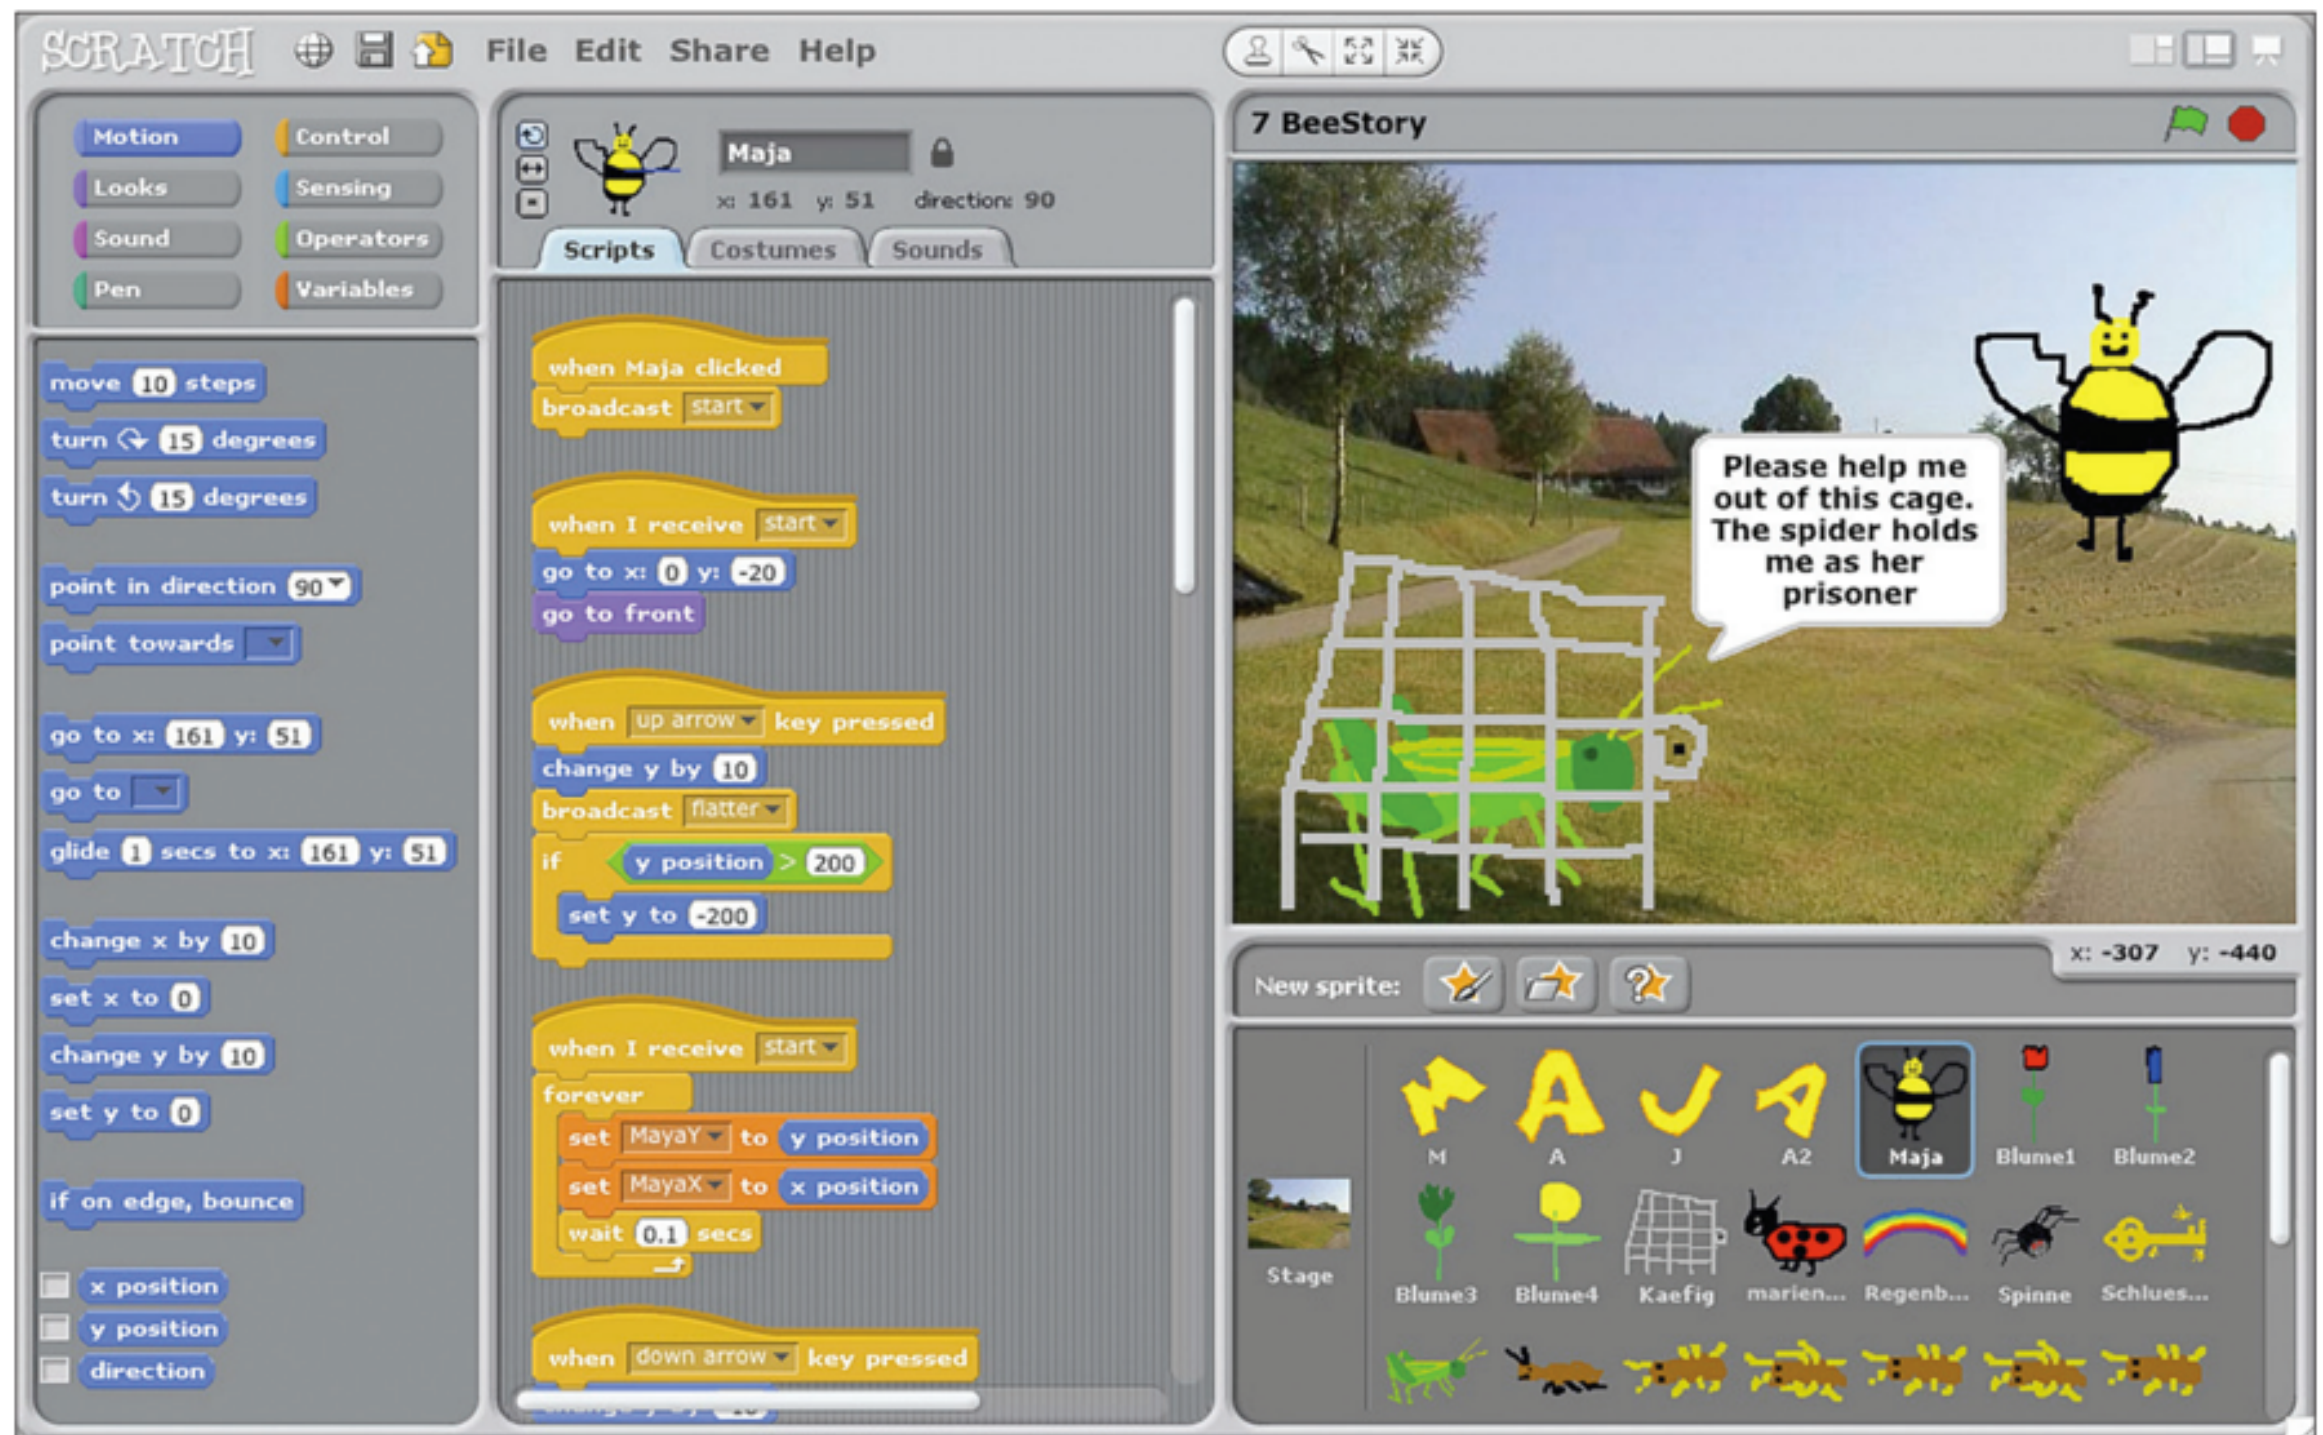 SCRATCH File Edit Share Help
Motion Control
Looks Sensing
Sound Operators
Pen Variables
move 10 steps
turn 15 degrees
turn 15 degrees
point in direction 90
point towards
go to x: 161 y: 51
go to
glide 1 secs to x: 161 y: 51
change x by 10
set x to 0
change y by 10
set y to 0
if on edge, bounce
x position
y position
direction
Maja
x: 161 y: 51 direction: 90
Scripts Costumes Sounds
when Maja clicked
broadcast start
when I receive start
go to x: 0 y: -20
go to front
when up arrow key pressed
change y by 10
broadcast flatter
if y position > 200
set y to -200
when I receive start
forever
set MayaY to y position
set MayaX to x position
wait 0.1 secs
when down arrow key pressed
change y by -10
7 BeeStory
Please help me
out of this cage.
The spider holds
me as her
prisoner
x: -307 y: -440
New sprite:
Stage
M A J A2 Maja Blume1 Blume2
Blume3 Blume4 Kaefig marien... Regenb... Spinne Schlues...